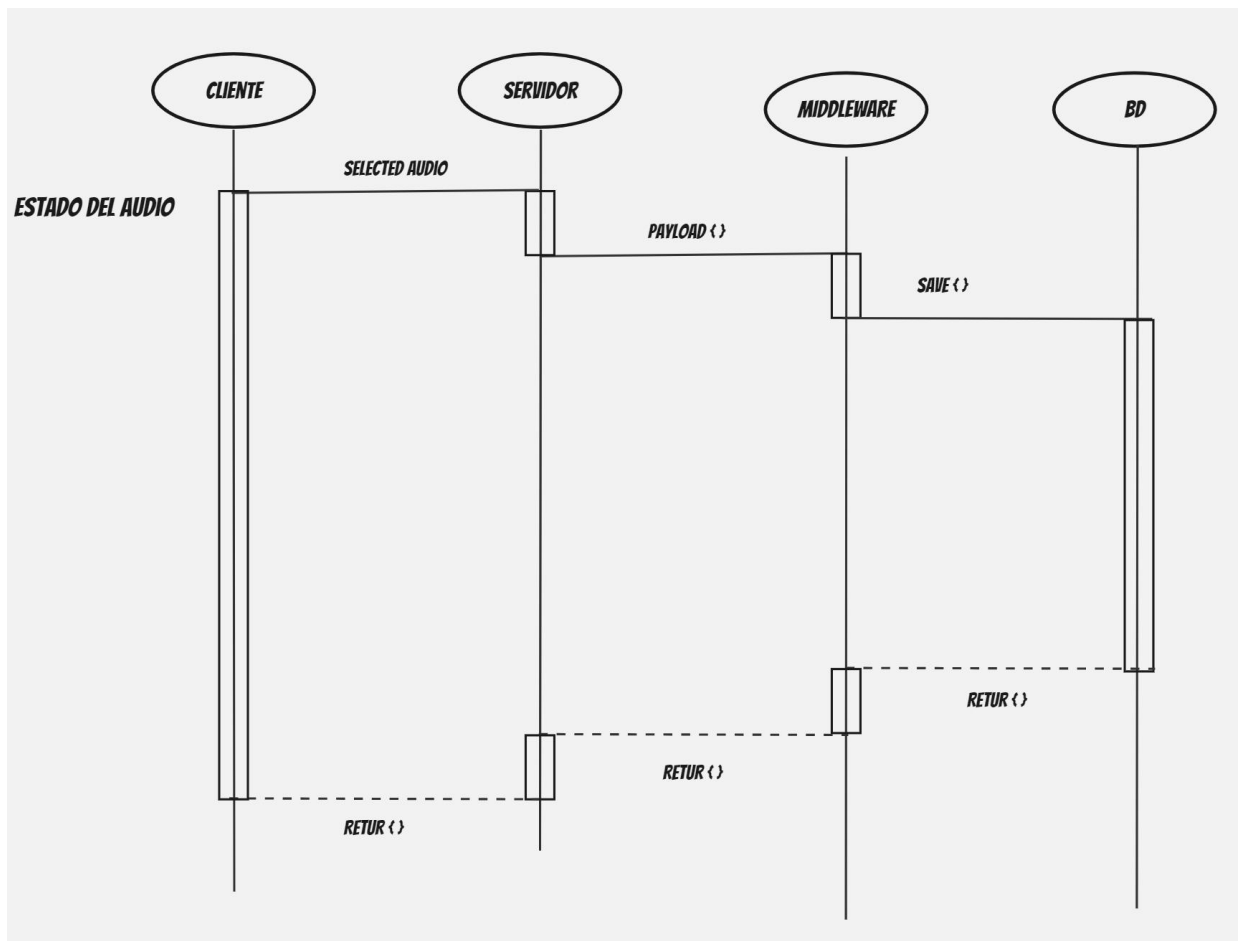 CLIENTE
SERVIDOR
MIDDLEWARE
BD
SELECTED AUDIO
ESTADO DEL AUDIO
PAYLOAD { }
SAVE { }
RETUR { }
RETUR { }
RETUR { }